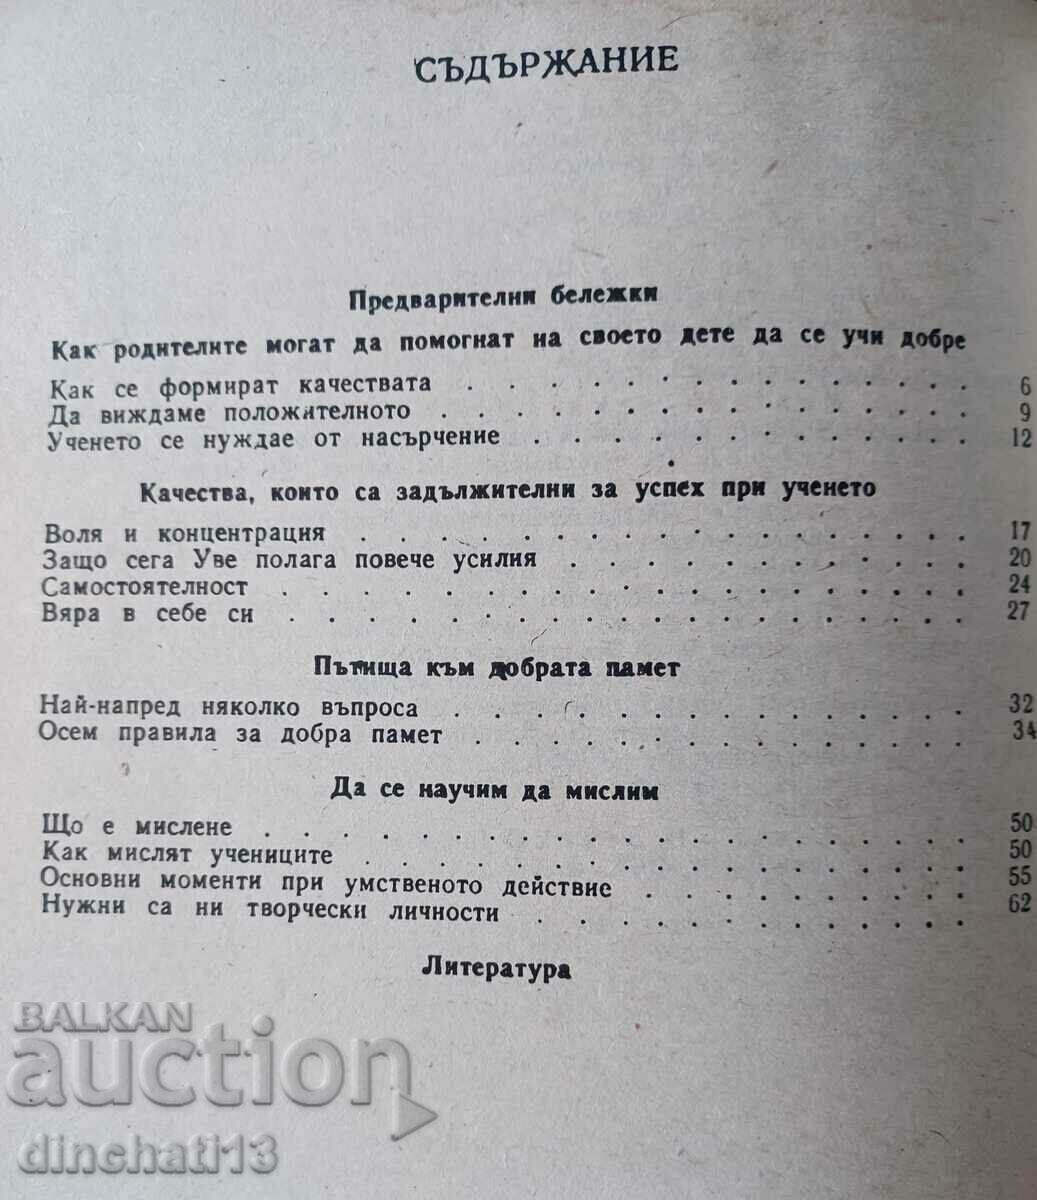 СЪДЪРЖАНИЕ
Предварителни бележки
Как родителите могат да помогнат на своето дете да се учи добре
Как се формират качествата . . . . . . . . . . . . . . . . . . . 6
Да виждаме положителното . . . . . . . . . . . . . . . . . . . . 9
Ученето се нуждае от насърчение . . . . . . . . . . . . . . . . 12
Качества, които са задължителни за успех при ученето
Воля и концентрация . . . . . . . . . . . . . . . . . . . . . . . 17
Защо сега Уве полага повече усилия . . . . . . . . . . . . . . . 20
Самостоятелност . . . . . . . . . . . . . . . . . . . . . . . . . 24
Вяра в себе си . . . . . . . . . . . . . . . . . . . . . . . . . 27
Пътища към добрата памет
Най-напред няколко въпроса . . . . . . . . . . . . . . . . . . . 32
Осем правила за добра памет . . . . . . . . . . . . . . . . . . 34
Да се научим да мислим
Що е мислене . . . . . . . . . . . . . . . . . . . . . . . . . . 50
Как мислят учениците . . . . . . . . . . . . . . . . . . . . . . 50
Основни моменти при умственото действие . . . . . . . . . . . . 55
Нужни са ни творчески личности . . . . . . . . . . . . . . . . 62
Литература
BALKAN
auction
dinchati13